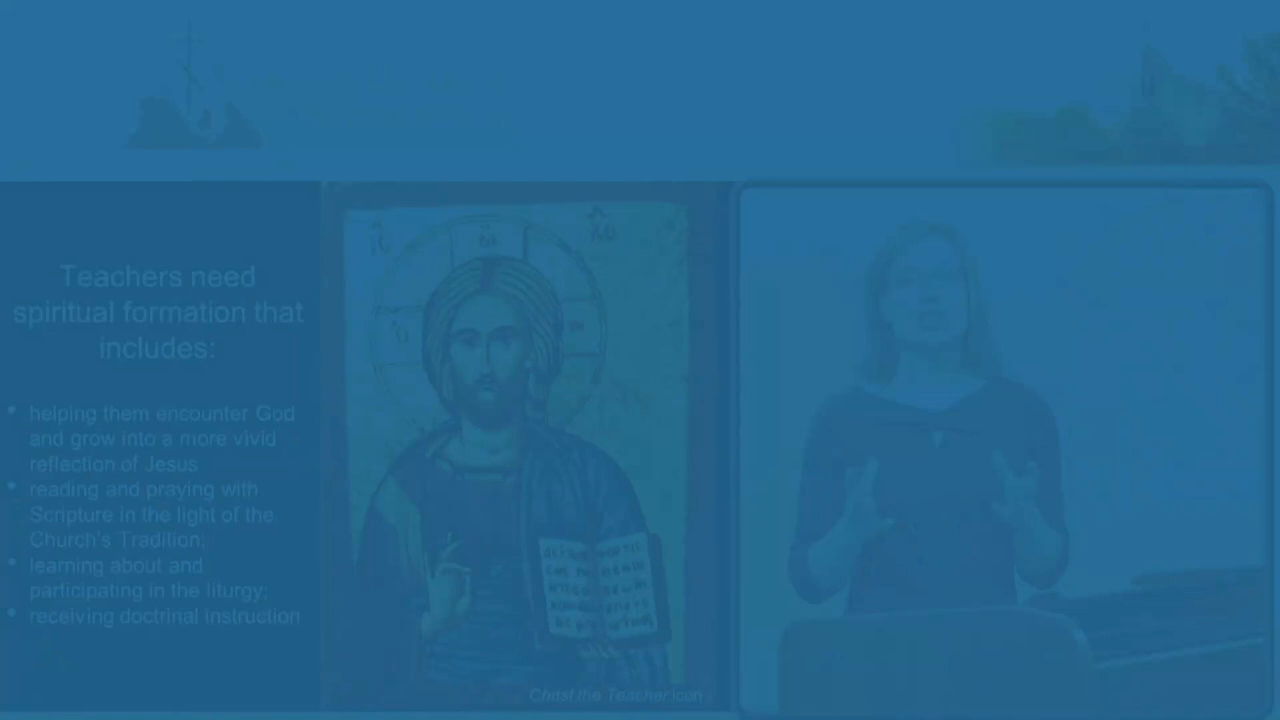 Teachers need
spiritual formation that
includes:
• helping them encounter God
and grow into a more vivid
reflection of Jesus
• reading and praying with
Scripture in the light of the
Church's Tradition;
• learning about and
participating in the liturgy;
• receiving doctrinal instruction
Christ the Teacher icon